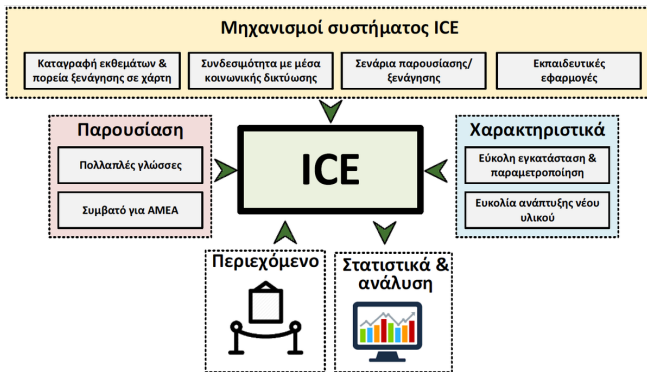 Μηχανισμοί συστήματος ICE
Καταγραφή εκθεμάτων &
πορεία ξενάγησης σε χάρτη
Συνδεσιμότητα με μέσα
κοινωνικής δικτύωσης
Σενάρια παρουσίασης/
ξενάγησης
Εκπαιδευτικές
εφαρμογές
Παρουσίαση
Πολλαπλές γλώσσες
Συμβατό για ΑΜΕΑ
ICE
Χαρακτηριστικά
Εύκολη εγκατάσταση &
παραμετροποίηση
Ευκολία ανάπτυξης νέου
υλικού
Περιεχόμενο
Στατιστικά &
ανάλυση